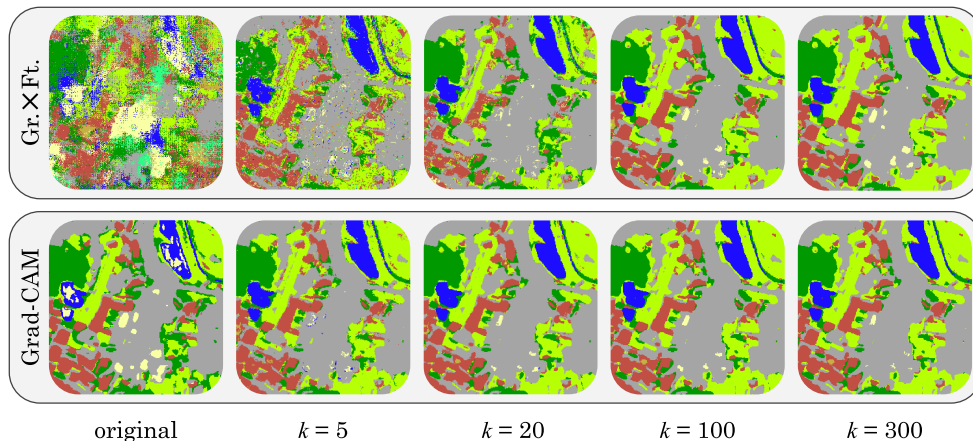 Gr.×Ft.
Grad-CAM
original
k = 5
k = 20
k = 100
k = 300